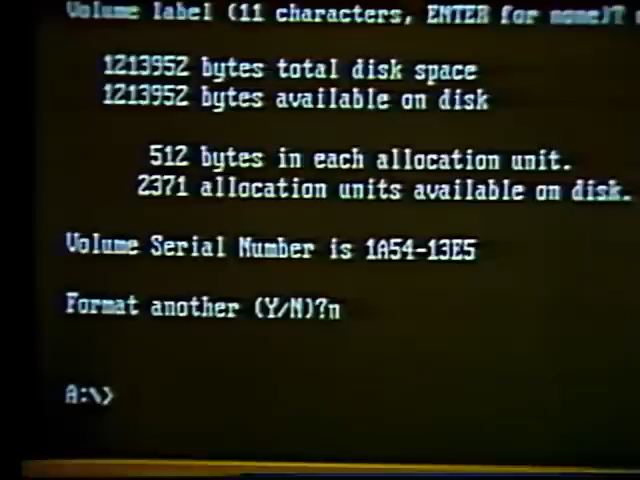 Volume label (11 characters, ENTER for none)?
1213952 bytes total disk space
1213952 bytes available on disk
512 bytes in each allocation unit.
2371 allocation units available on disk.
Volume Serial Number is 1A54-13E5
Format another (Y/N)?n
A:\>